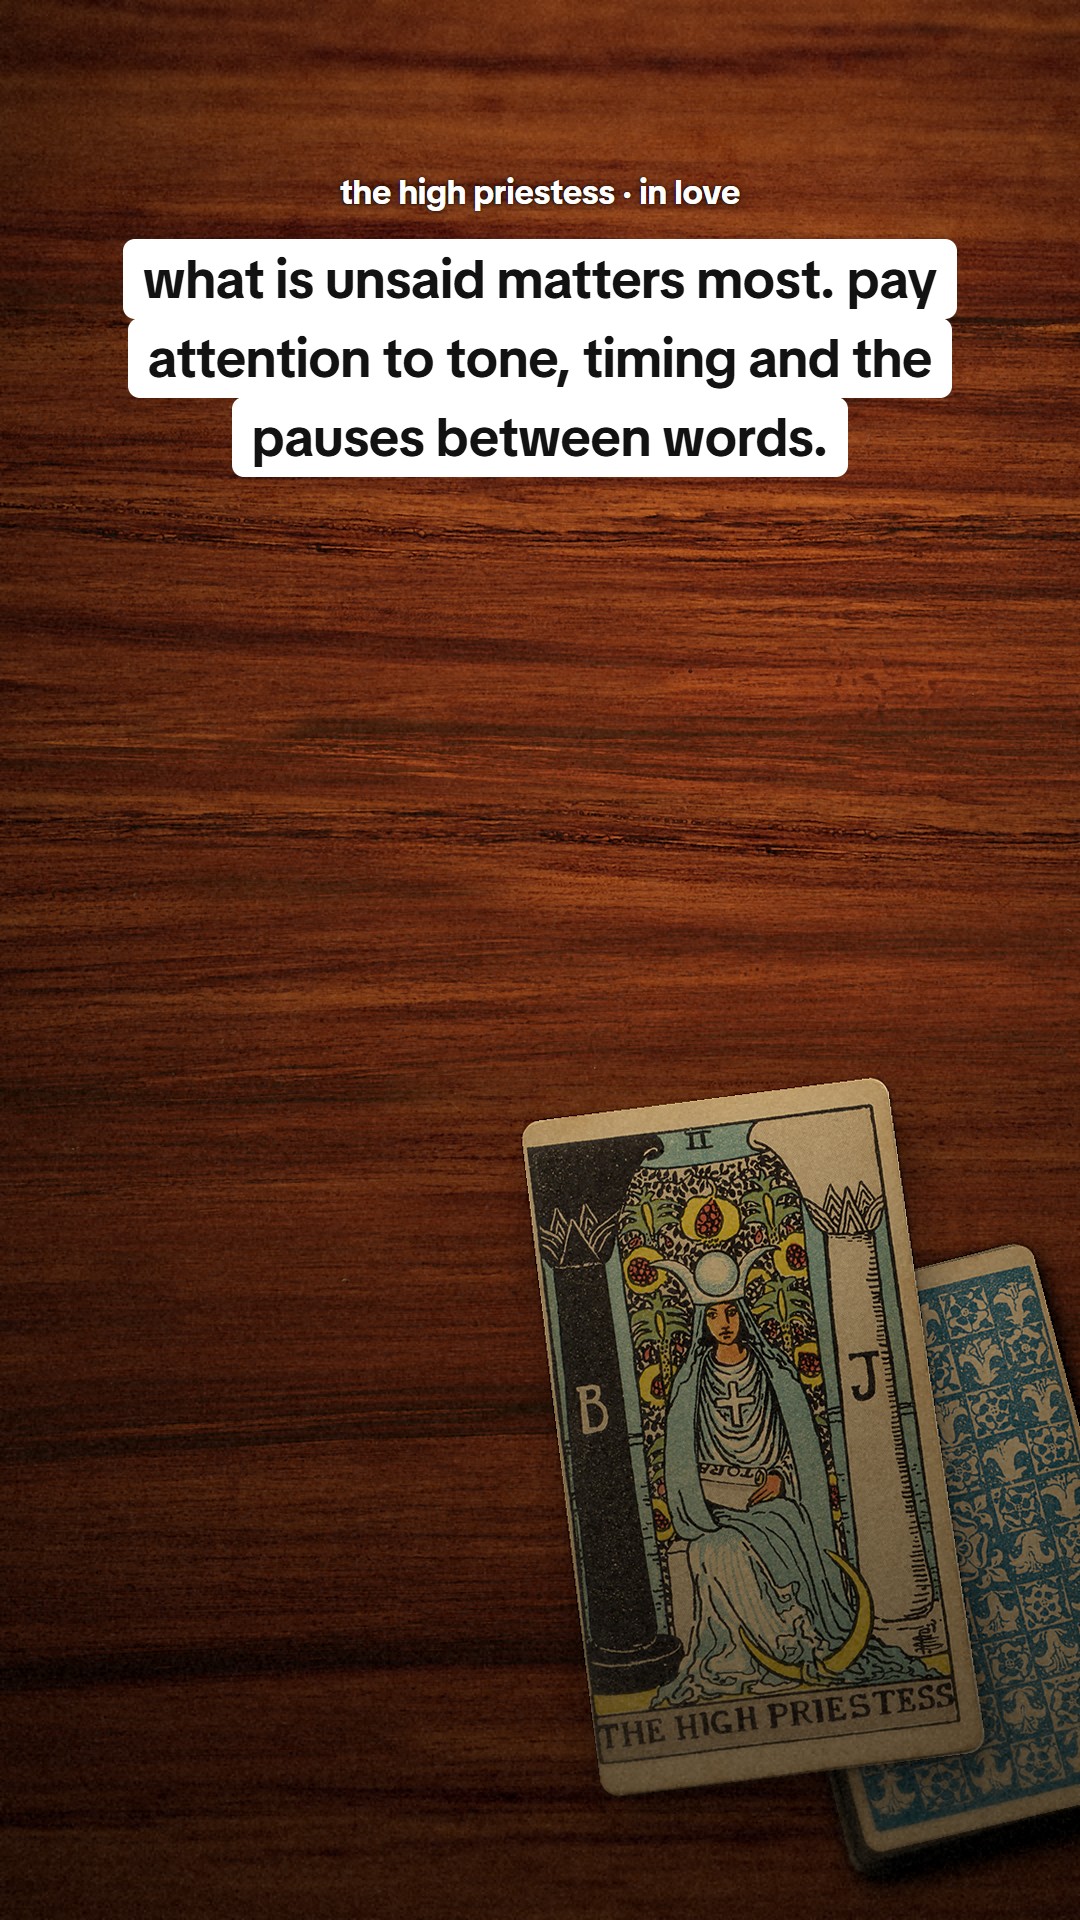 the high priestess · in love
what is unsaid matters most. pay
attention to tone, timing and the
pauses between words.
II
B
J
TORA
THE HIGH PRIESTESS